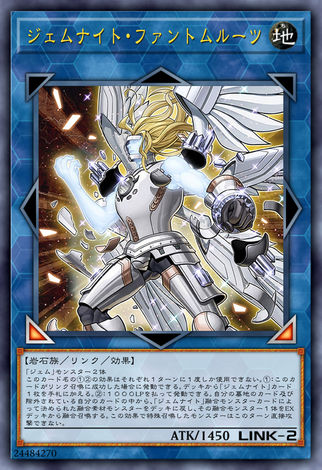 ジェムナイト・ファントムルーツ
地
【岩石族／リンク／効果】
「ジェム」モンスター２体
このカード名の①②の効果はそれぞれ１ターンに１度しか使用できない。①：このカ
ードがリンク召喚に成功した場合に発動できる。デッキから「ジェムナイト」カード
１枚を手札に加える。②：１０００ＬＰを払って発動できる。自分の墓地のカード及び
除外されている自分のカードの中から、「ジェムナイト」融合モンスターカードによ
って決められた融合素材モンスターをデッキに戻し、その融合モンスター１体をＥＸ
デッキから融合召喚する。この効果で特殊召喚したモンスターはこのターン直接攻
撃できない。
ATK/1450 LINK-2
24484270